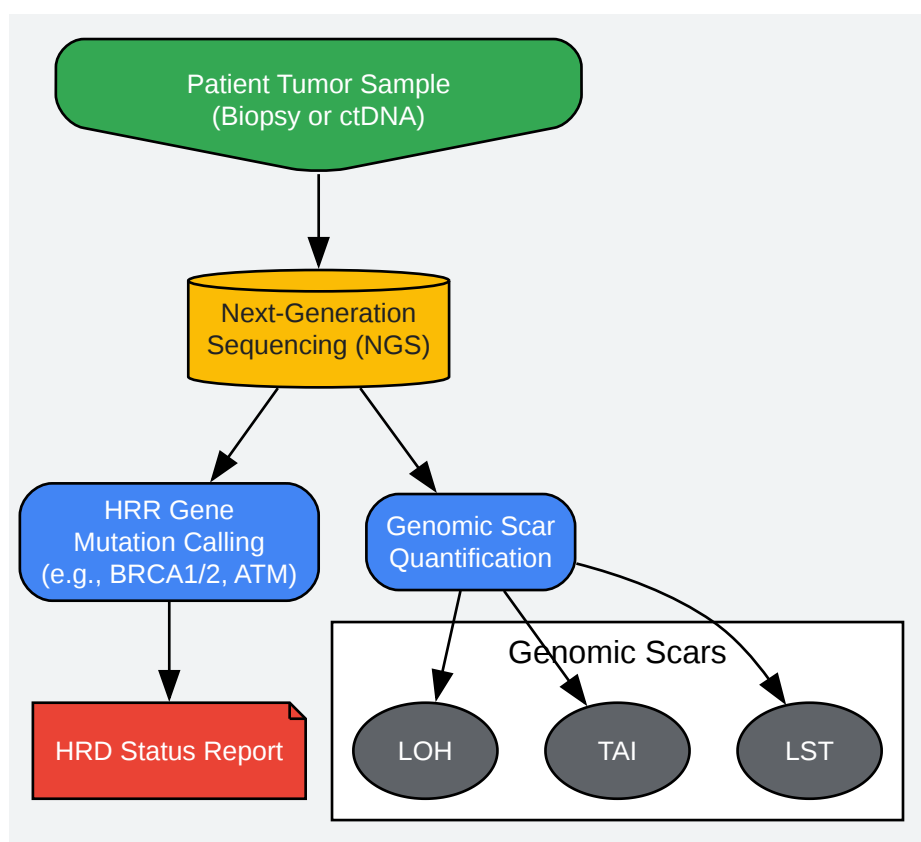 Patient Tumor Sample
(Biopsy or ctDNA)
Next-Generation
Sequencing (NGS)
HRR Gene
Mutation Calling
(e.g., BRCA1/2, ATM)
Genomic Scar
Quantification
Genomic Scars
HRD Status Report
LOH
TAI
LST